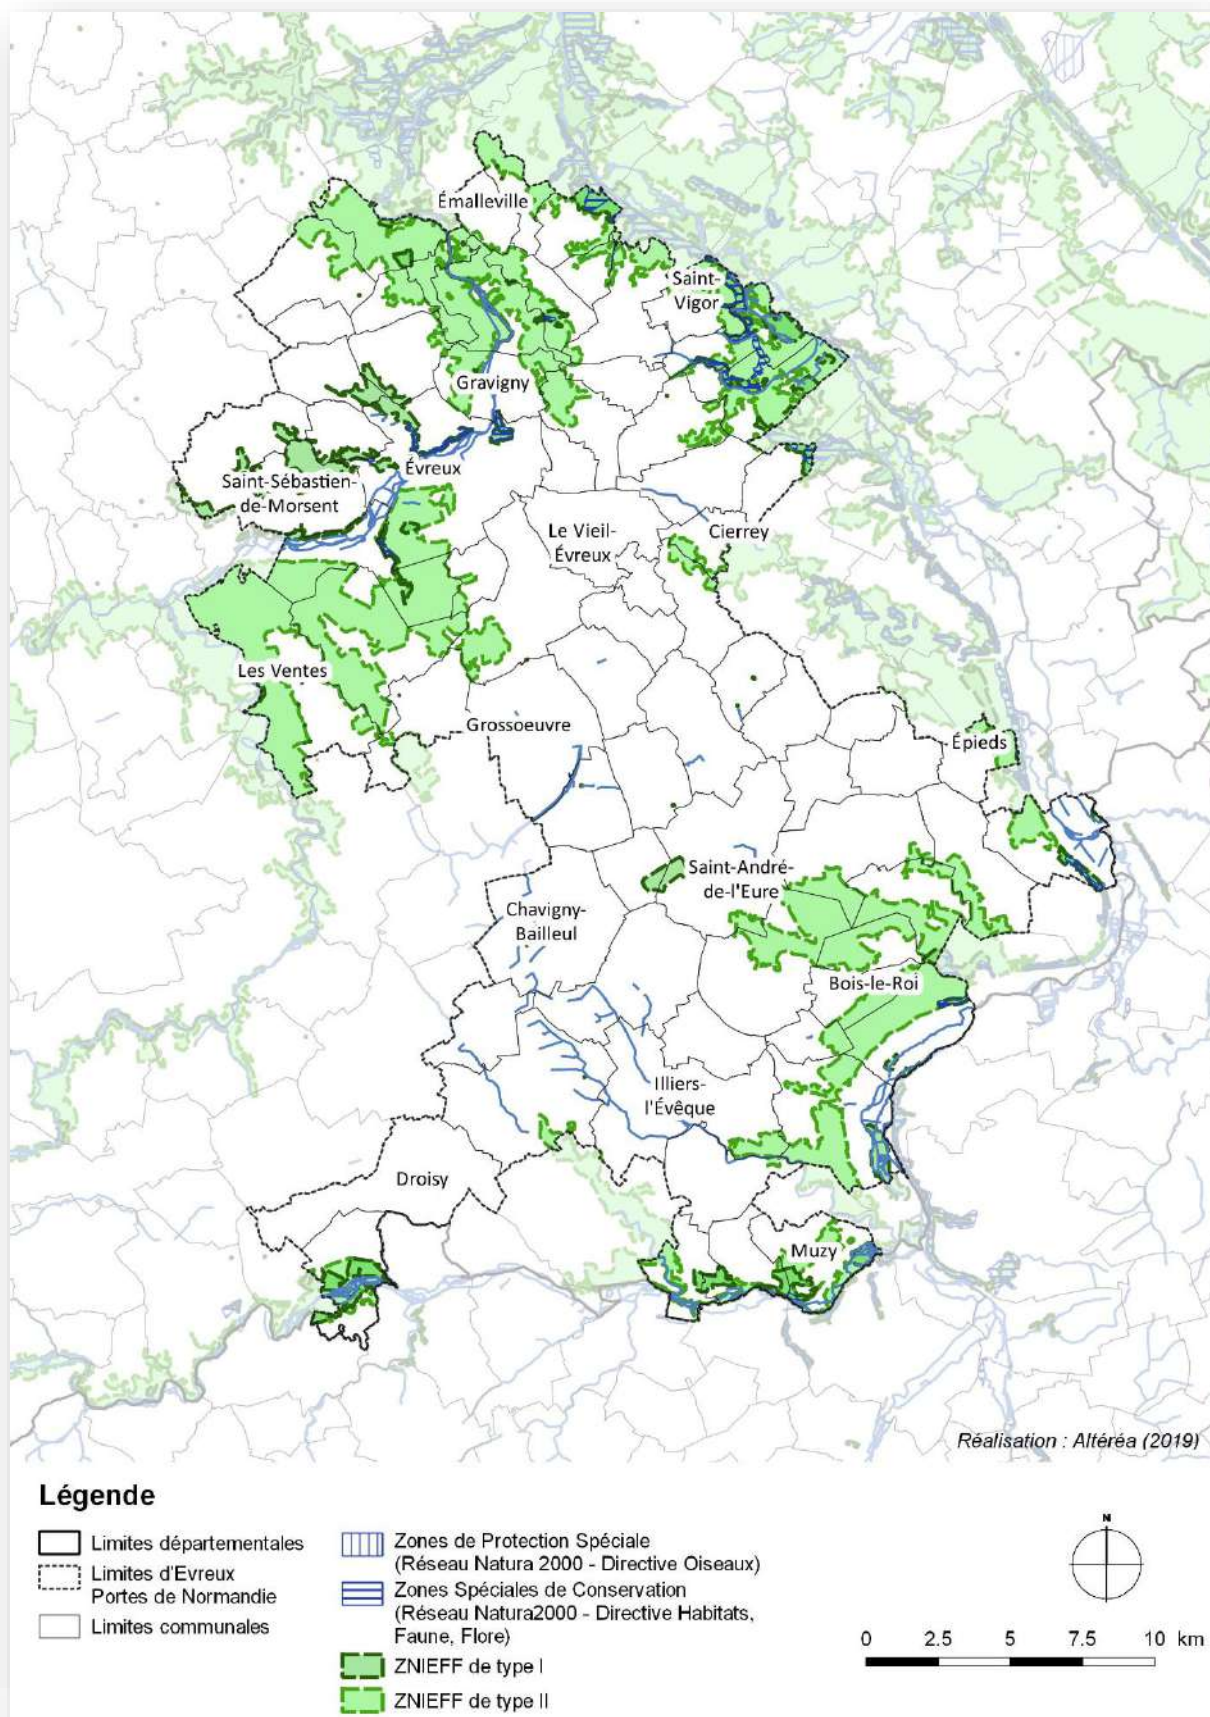 Émalleville
Saint-
Vigor
Gravigny
Évreux
Saint-Sébastien-
de-Morsent
Le Vieil-
Évreux
Cierrey
Les Ventes
Grossoeuvre
Épieds
Saint-André-
de-l'Eure
Chavigny-
Bailleul
Bois-le-Roi
Illiers-
l'Évêque
Droisy
Muzy
Réalisation : Altéréa (2019)
Légende
Limites départementales
Limites d'Evreux
Portes de Normandie
Limites communales
Zones de Protection Spéciale
(Réseau Natura 2000 - Directive Oiseaux)
Zones Spéciales de Conservation
(Réseau Natura2000 - Directive Habitats,
Faune, Flore)
ZNIEFF de type I
ZNIEFF de type II
N
0 2.5 5 7.5 10 km